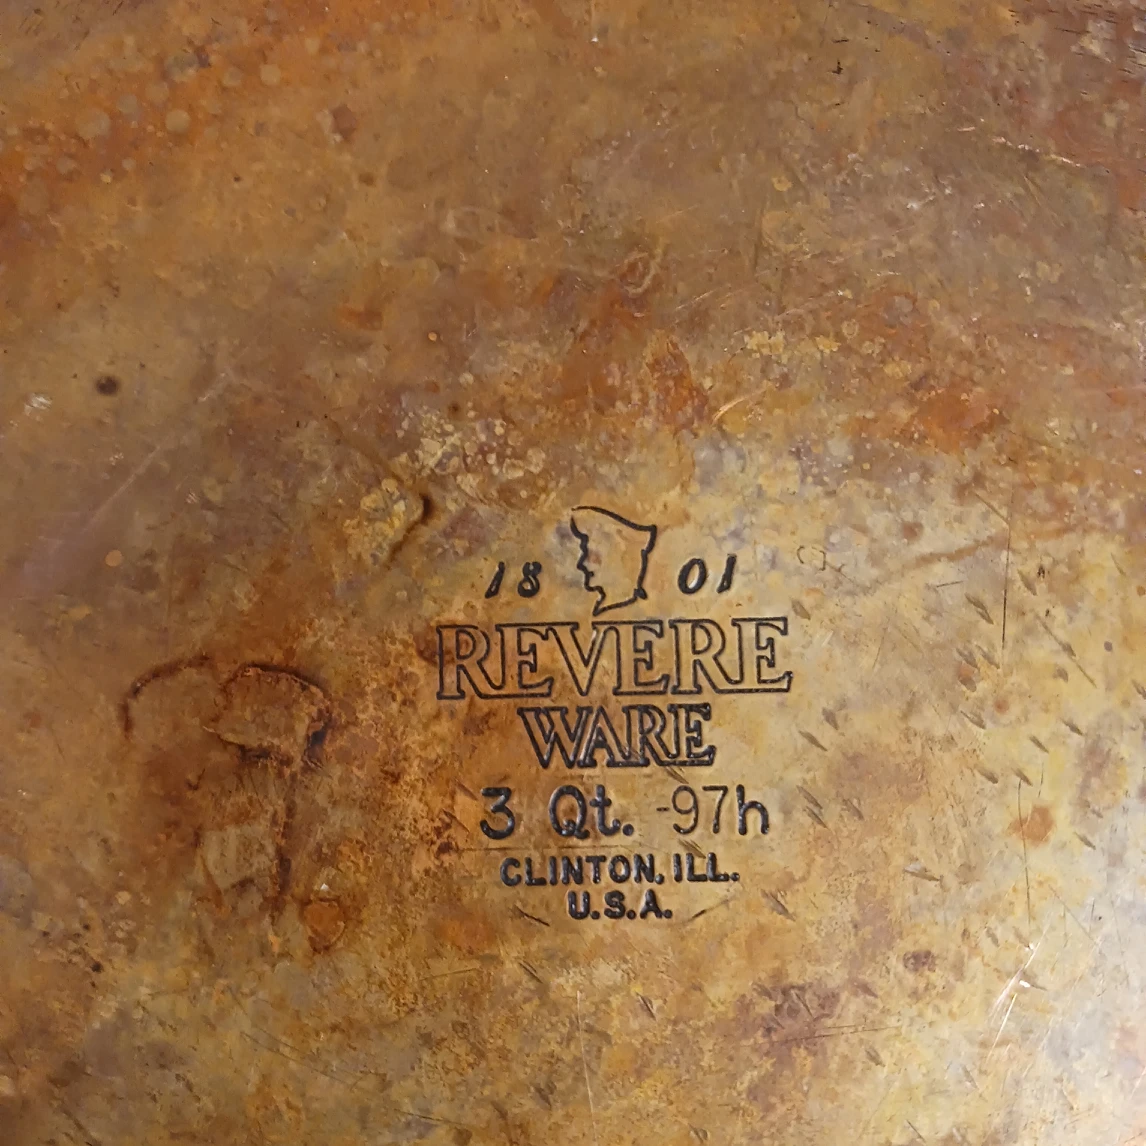 18 01
REVERE
WARE
3 Qt. -97h
CLINTON, ILL.
U.S.A.